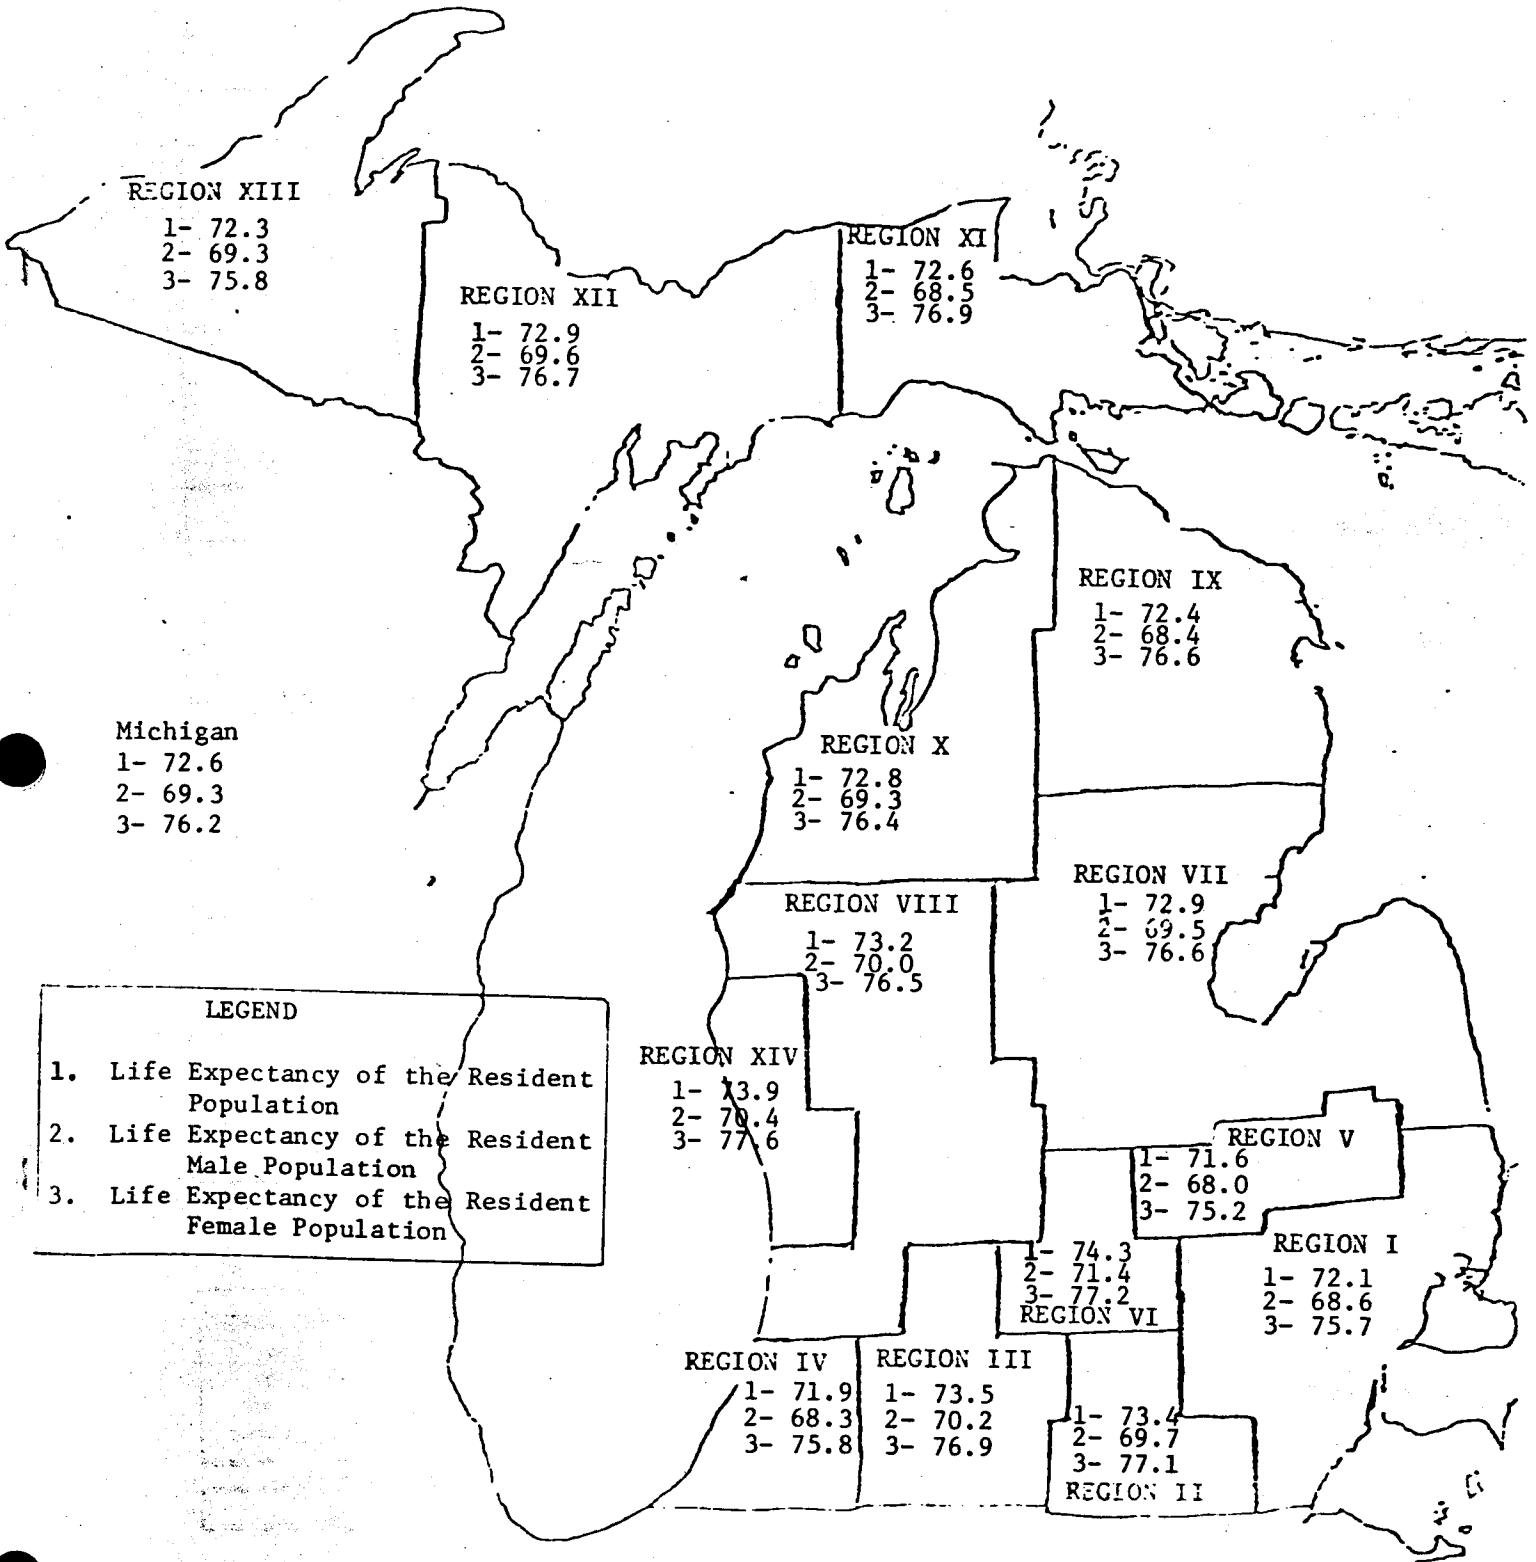 REGION XIII
1- 72.3
2- 69.3
3- 75.8
REGION XII
1- 72.9
2- 69.6
3- 76.7
REGION XI
1- 72.6
2- 68.5
3- 76.9
REGION IX
1- 72.4
2- 68.4
3- 76.6
Michigan
1- 72.6
2- 69.3
3- 76.2
REGION X
1- 72.8
2- 69.3
3- 76.4
REGION VIII
1- 73.2
2- 70.0
3- 76.5
REGION VII
1- 72.9
2- 69.5
3- 76.6
LEGEND
1. Life Expectancy of the Resident
Population
2. Life Expectancy of the Resident
Male Population
3. Life Expectancy of the Resident
Female Population
REGION XIV
1- 73.9
2- 70.4
3- 77.6
REGION V
1- 71.6
2- 68.0
3- 75.2
1- 74.3
2- 71.4
3- 77.2
REGION VI
REGION I
1- 72.1
2- 68.6
3- 75.7
REGION IV
1- 71.9
2- 68.3
3- 75.8
REGION III
1- 73.5
2- 70.2
3- 76.9
1- 73.4
2- 69.7
3- 77.1
REGION II